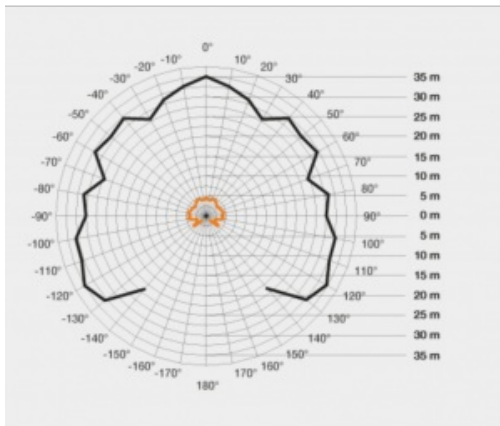 0°
-10° 10°
-20° 20°
-30° 30°
-40° 40°
-50° 50°
-60° 60°
-70° 70°
-80° 80°
-90° 90°
-100° 100°
-110° 110°
-120° 120°
-130° 130°
-140° 140°
-150° 150°
-160° 160°
-170° 170°
180°
35 m
30 m
25 m
20 m
15 m
10 m
5 m
0 m
5 m
10 m
15 m
20 m
25 m
30 m
35 m